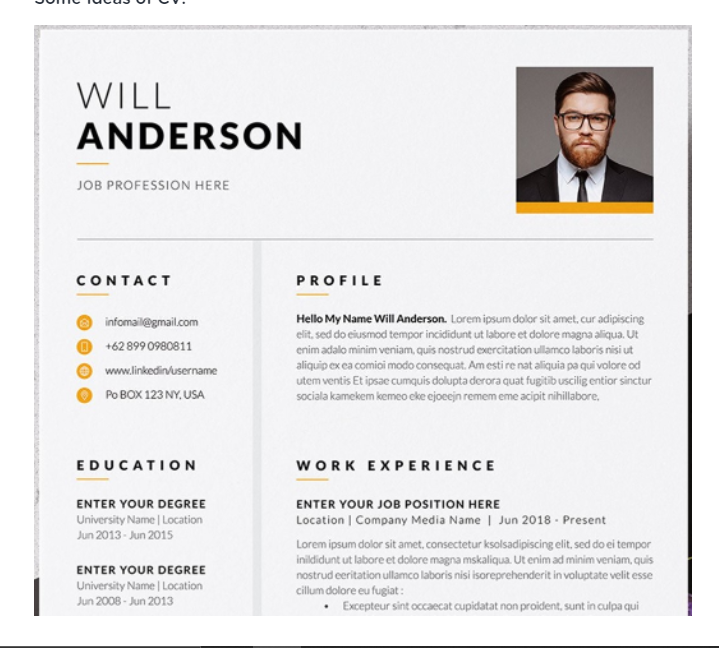 Some ideas of CV:
WILL
ANDERSON
JOB PROFESSION HERE
CONTACT
infomail@gmail.com
+62 899 0980811
www.linkedin/username
Po BOX 123 NY, USA
EDUCATION
ENTER YOUR DEGREE
University Name | Location
Jun 2013 - Jun 2015
ENTER YOUR DEGREE
University Name | Location
Jun 2008 - Jun 2013
PROFILE
Hello My Name Will Anderson. Lorem ipsum dolor sit amet, cur adipiscing
elit, sed do eiusmod tempor incididunt ut labore et dolore magna aliqua. Ut
enim adalo minim veniam, quis nostrud exercitation ullamco laboris nisi ut
aliquip ex ea comioi modo consequat. Am esti re nat aliquia pa qui volore od
utem ventis Et ipsae cumquis dolupta derora quat fugitib uscilig entior sinctur
sociala kamekem kemeo eke ejoeejn remem eme acipit nihillabore,
WORK EXPERIENCE
ENTER YOUR JOB POSITION HERE
Location | Company Media Name | Jun 2018 - Present
Lorem ipsum dolor sit amet, consectetur ksolsadipiscing elit, sed do ei tempor
inildidunt ut labore et dolore magna mskaliqua. Ut enim ad minim veniam, quis
nostrud eeritation ullamco laboris nisi isoreprehenderit in voluptate velit esse
cillum dolore eu fugiat :
• Excepteur sint occaecat cupidatat non proident, sunt in culpa qui